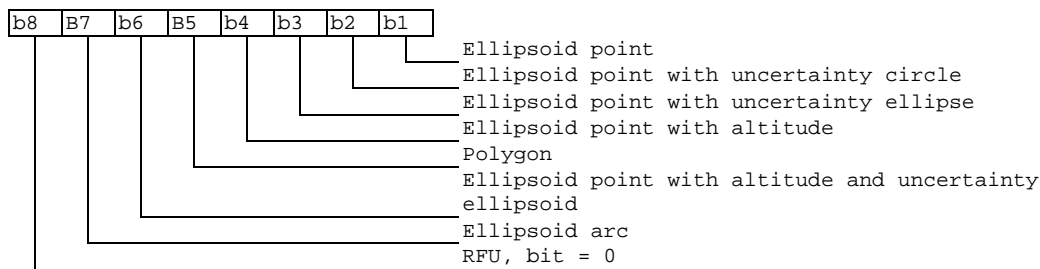 b8 B7 b6 B5 b4 b3 b2 b1
Ellipsoid point
Ellipsoid point with uncertainty circle
Ellipsoid point with uncertainty ellipse
Ellipsoid point with altitude
Polygon
Ellipsoid point with altitude and uncertainty
ellipsoid
Ellipsoid arc
RFU, bit = 0